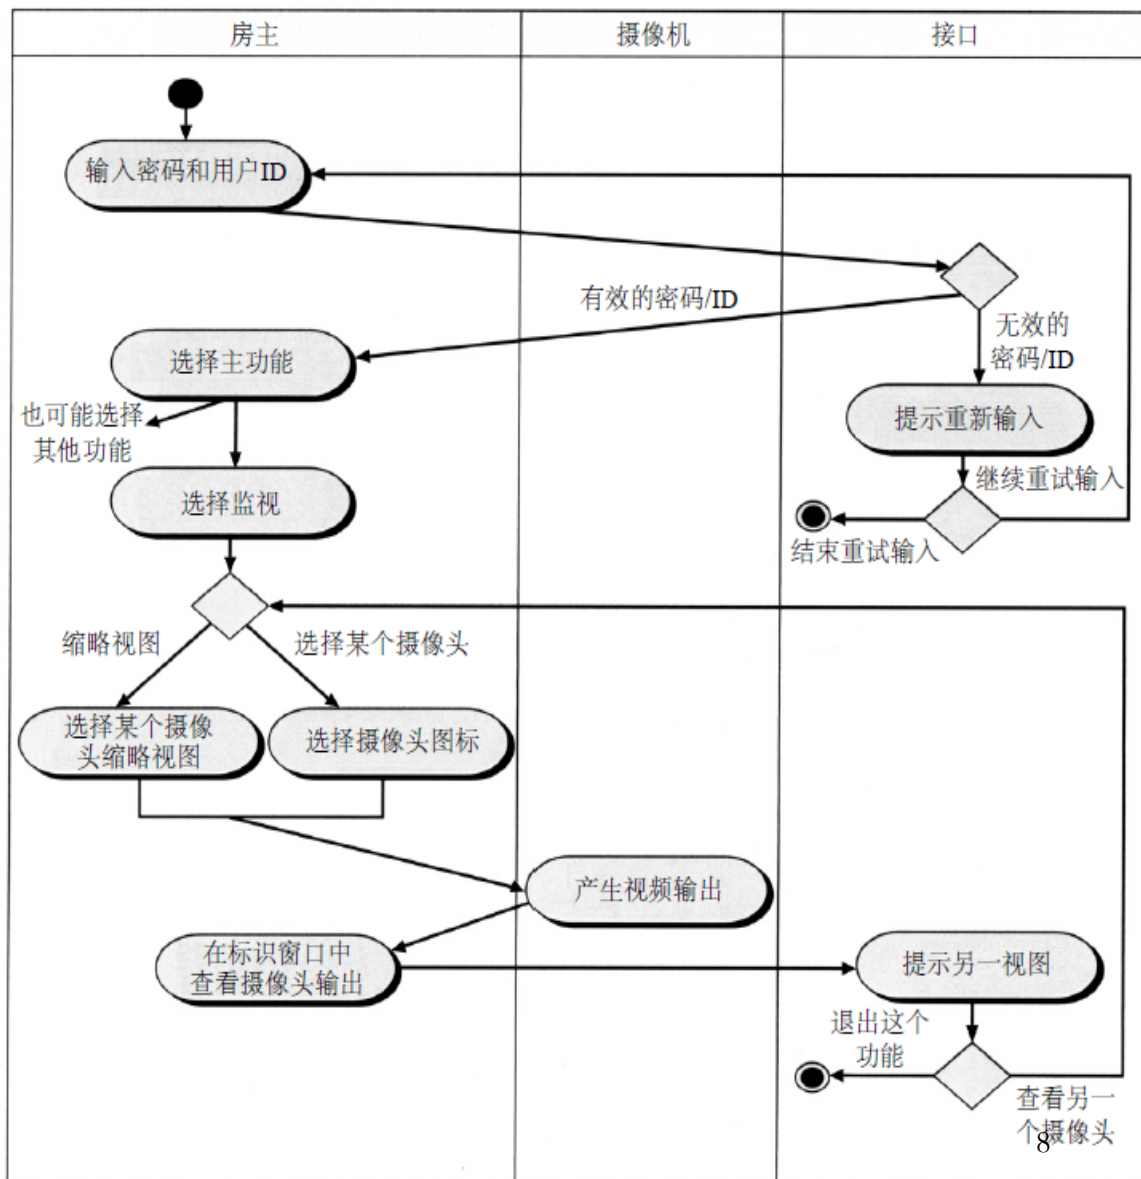 房主
摄像机
接口
输入密码和用户ID
有效的密码/ID
无效的
密码/ID
选择主功能
也可能选择
其他功能
提示重新输入
继续重试输入
选择监视
结束重试输入
缩略视图
选择某个摄像头
选择某个摄像
头缩略视图
选择摄像头图标
产生视频输出
在标识窗口中
查看摄像头输出
提示另一视图
退出这个
功能
查看另一
个摄像头
8